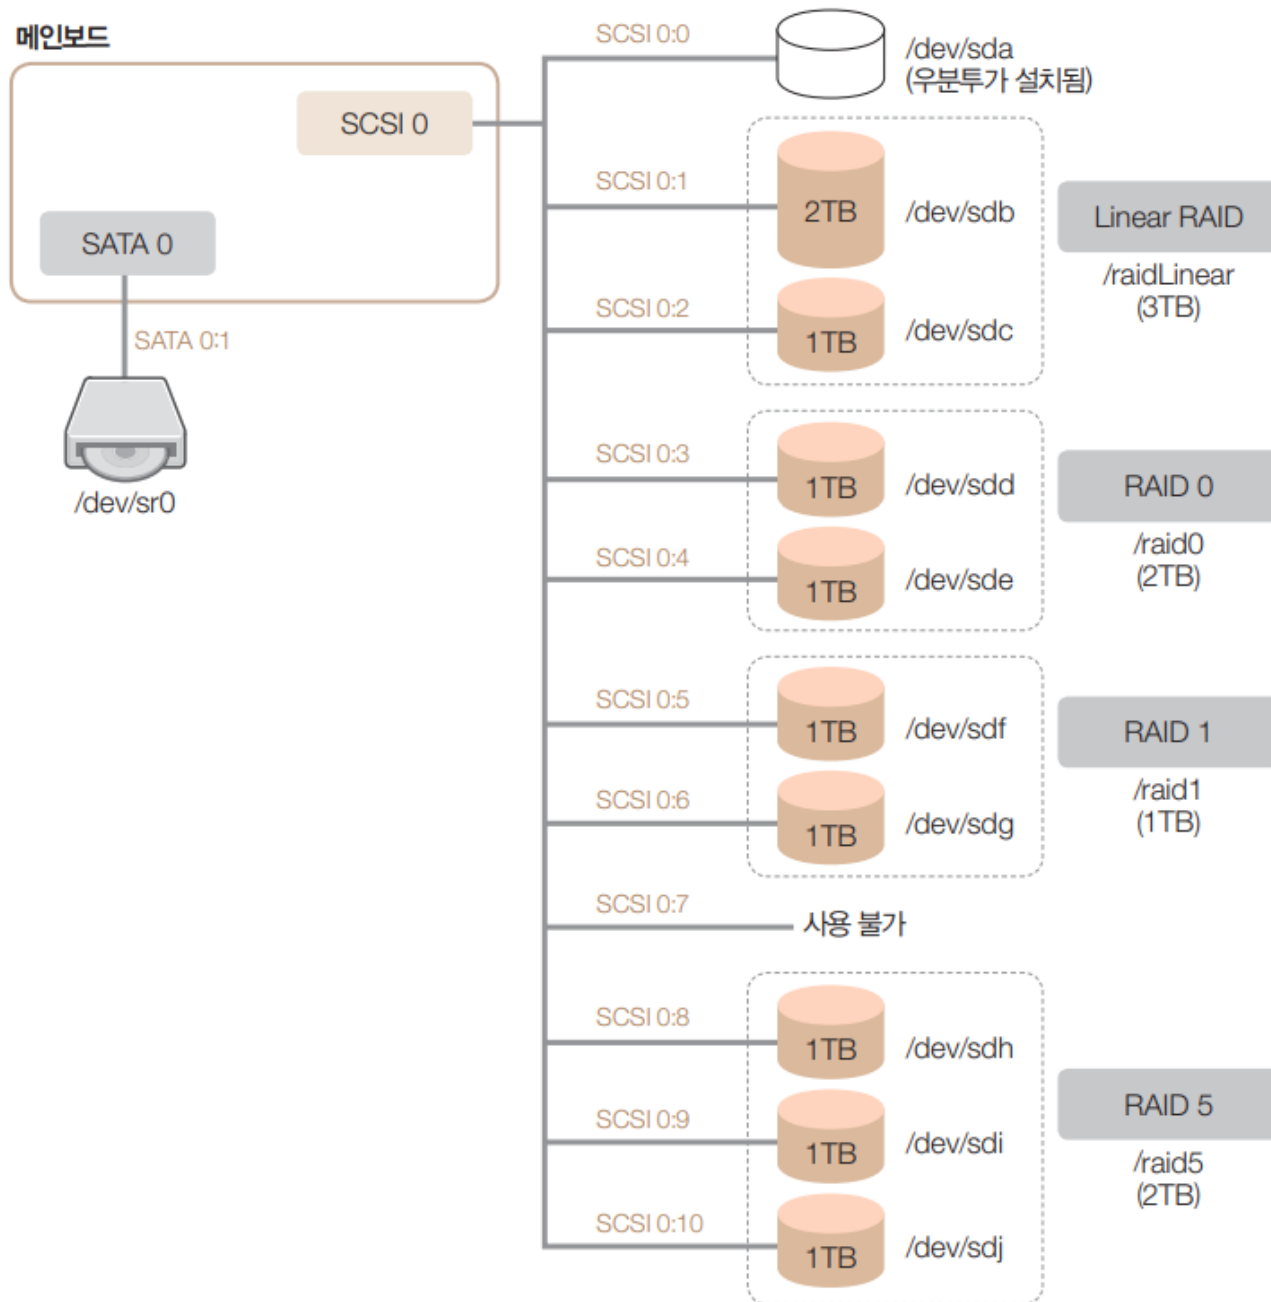 메인보드
SCSI 0
SATA 0
SATA 0:1
/dev/sr0
SCSI 0:0
/dev/sda
(우분투가 설치됨)
SCSI 0:1
2TB
/dev/sdb
SCSI 0:2
1TB
/dev/sdc
Linear RAID
/raidLinear
(3TB)
SCSI 0:3
1TB
/dev/sdd
SCSI 0:4
1TB
/dev/sde
RAID 0
/raid0
(2TB)
SCSI 0:5
1TB
/dev/sdf
SCSI 0:6
1TB
/dev/sdg
RAID 1
/raid1
(1TB)
SCSI 0:7
사용 불가
SCSI 0:8
1TB
/dev/sdh
SCSI 0:9
1TB
/dev/sdi
SCSI 0:10
1TB
/dev/sdj
RAID 5
/raid5
(2TB)